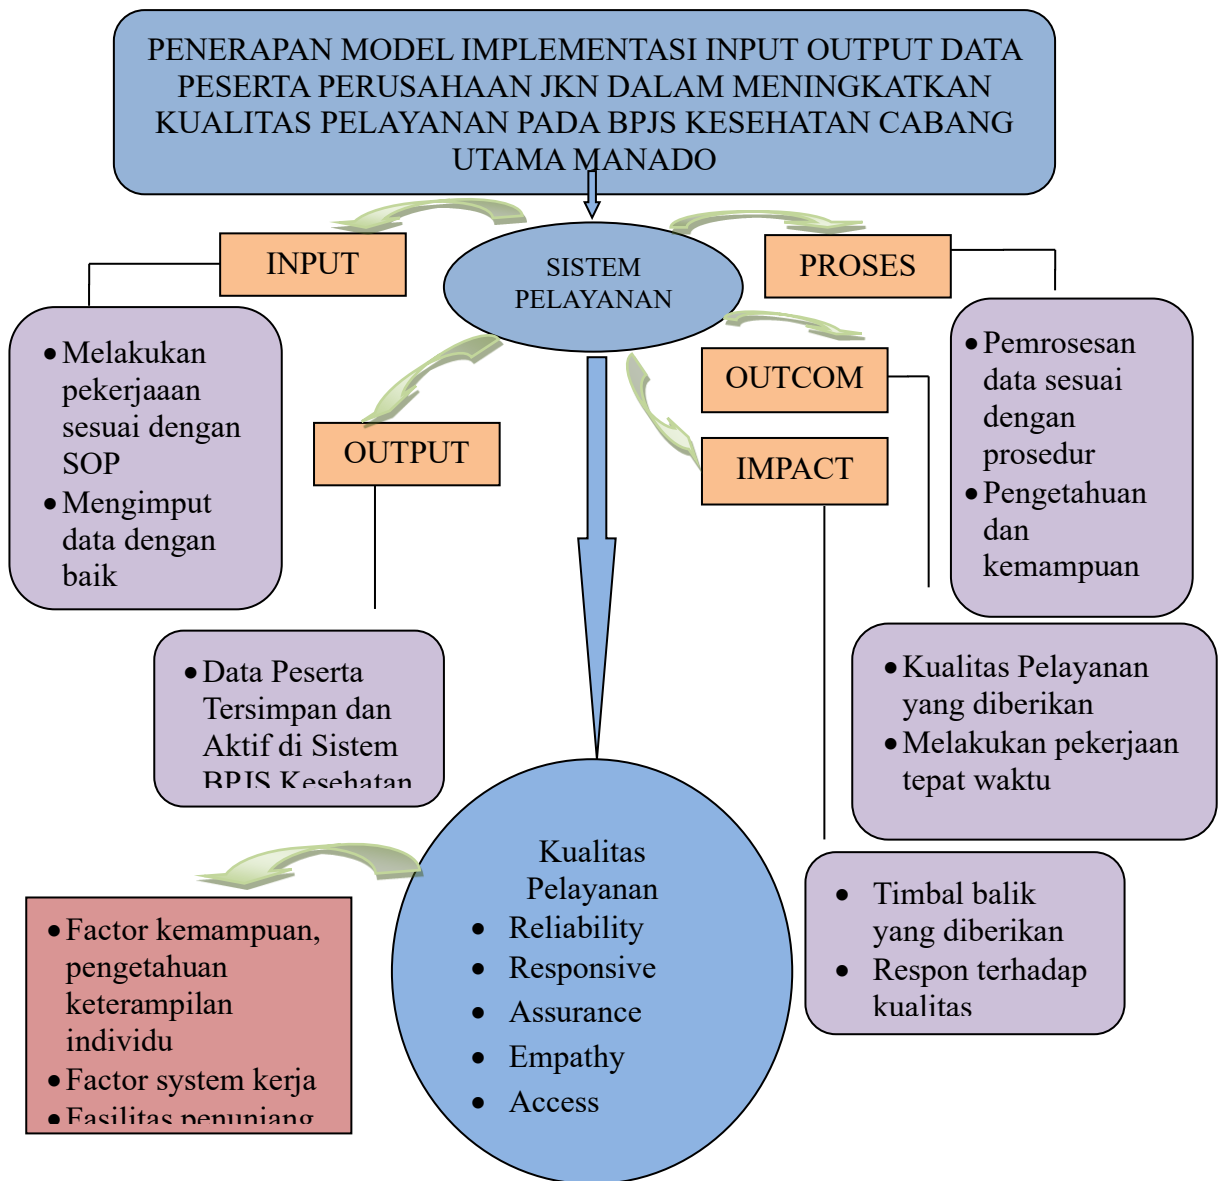 PENERAPAN MODEL IMPLEMENTASI INPUT OUTPUT DATA
PESERTA PERUSAHAAN JKN DALAM MENINGKATKAN
KUALITAS PELAYANAN PADA BPJS KESEHATAN CABANG
UTAMA MANADO
INPUT
SISTEM
PELAYANAN
PROSES
• Melakukan
pekerjaaan
sesuai dengan
SOP
• Mengimput
data dengan
baik
OUTPUT
OUTCOM
IMPACT
• Pemrosesan
data sesuai
dengan
prosedur
• Pengetahuan
dan
kemampuan
• Data Peserta
Tersimpan dan
Aktif di Sistem
BPJS Kesehatan
• Kualitas Pelayanan
yang diberikan
• Melakukan pekerjaan
tepat waktu
Kualitas
Pelayanan
• Reliability
• Responsive
• Assurance
• Empathy
• Access
• Timbal balik
yang diberikan
• Respon terhadap
kualitas
• Factor kemampuan,
pengetahuan
keterampilan
individu
• Factor system kerja
• Fasilitas penunjang